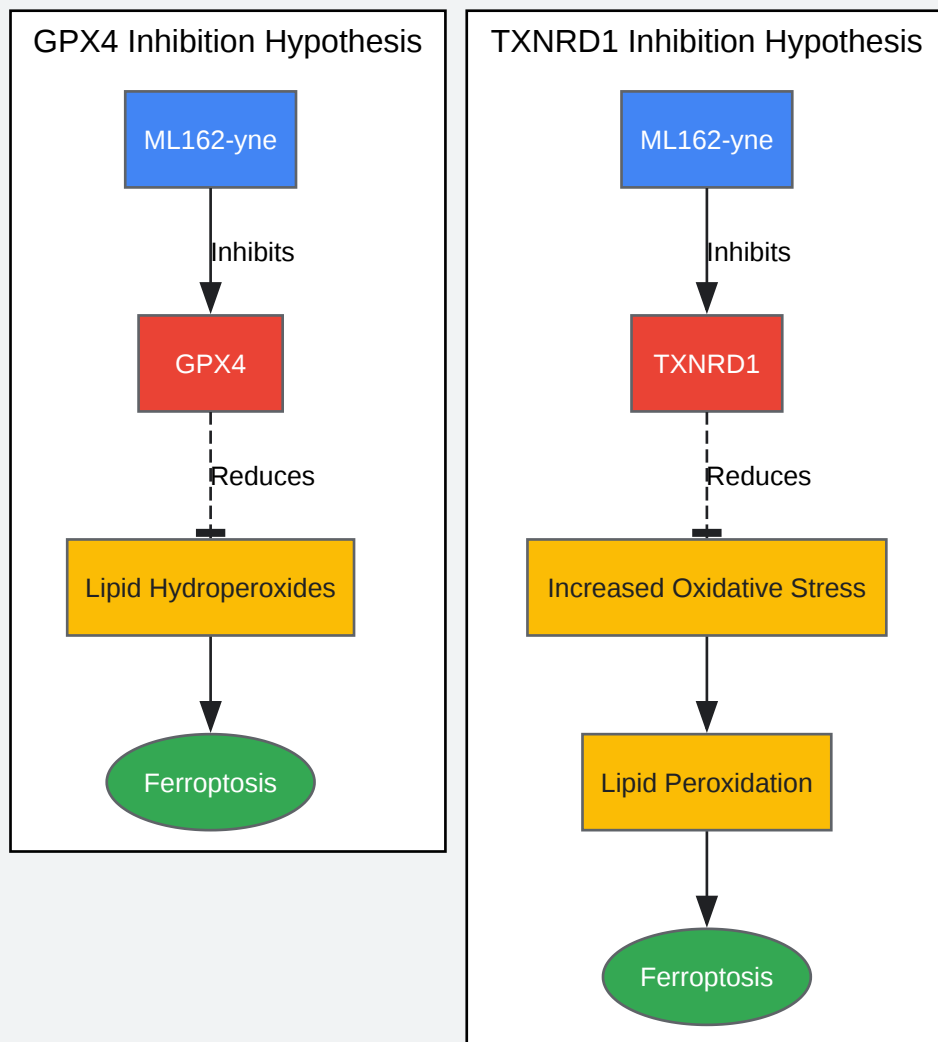 GPX4 Inhibition Hypothesis
ML162-yne
Inhibits
GPX4
Reduces
Lipid Hydroperoxides
Ferroptosis
TXNRD1 Inhibition Hypothesis
ML162-yne
Inhibits
TXNRD1
Reduces
Increased Oxidative Stress
Lipid Peroxidation
Ferroptosis